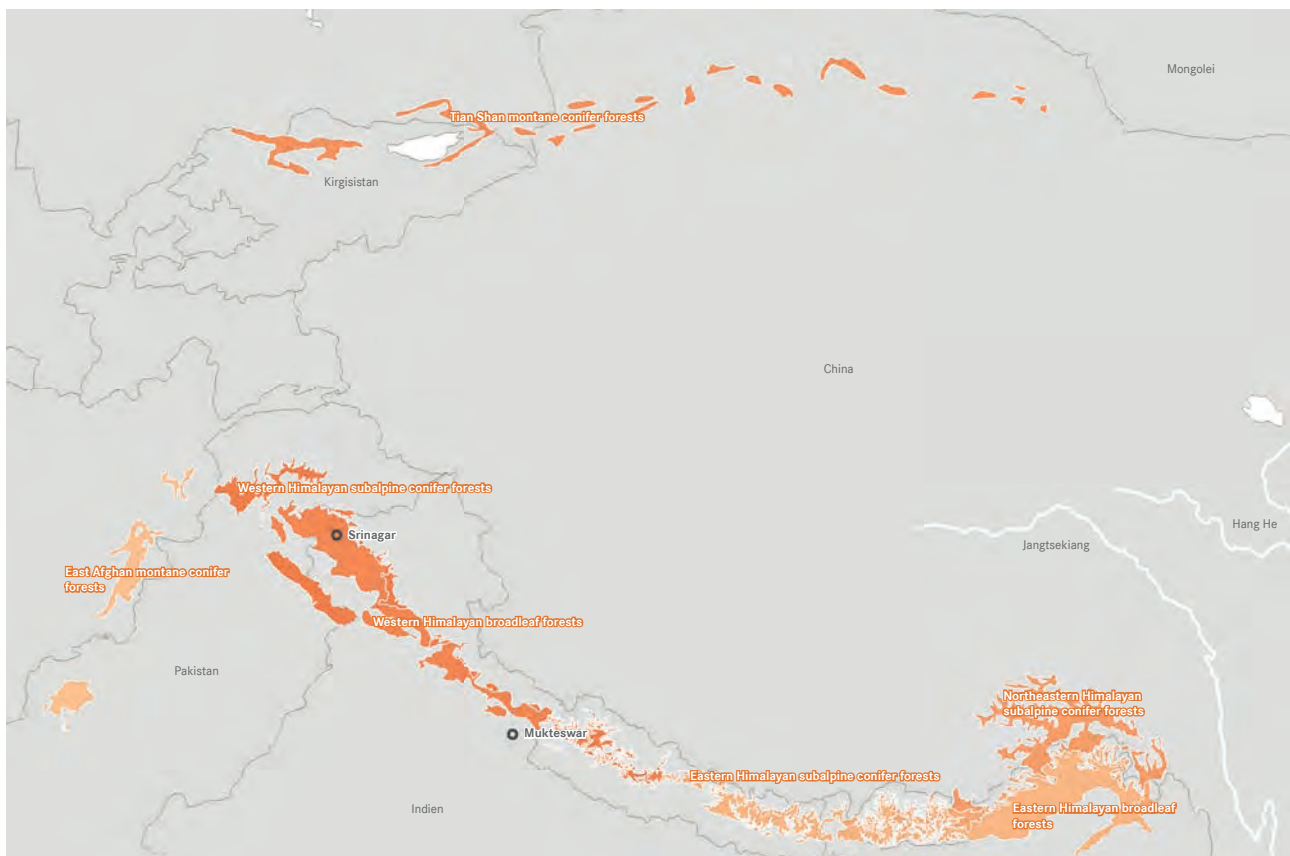 Mongolei
Tian Shan montane conifer forests
Kirgisistan
China
Western Himalayan subalpine conifer forests
Hang He
Srinagar
Jangtsekiang
East Afghan montane conifer
forests
Western Himalayan broadleaf forests
Pakistan
Northeastern Himalayan
subalpine conifer forests
Mukteswar
Eastern Himalayan subalpine conifer forests
Indien
Eastern Himalayan broadleaf
forests